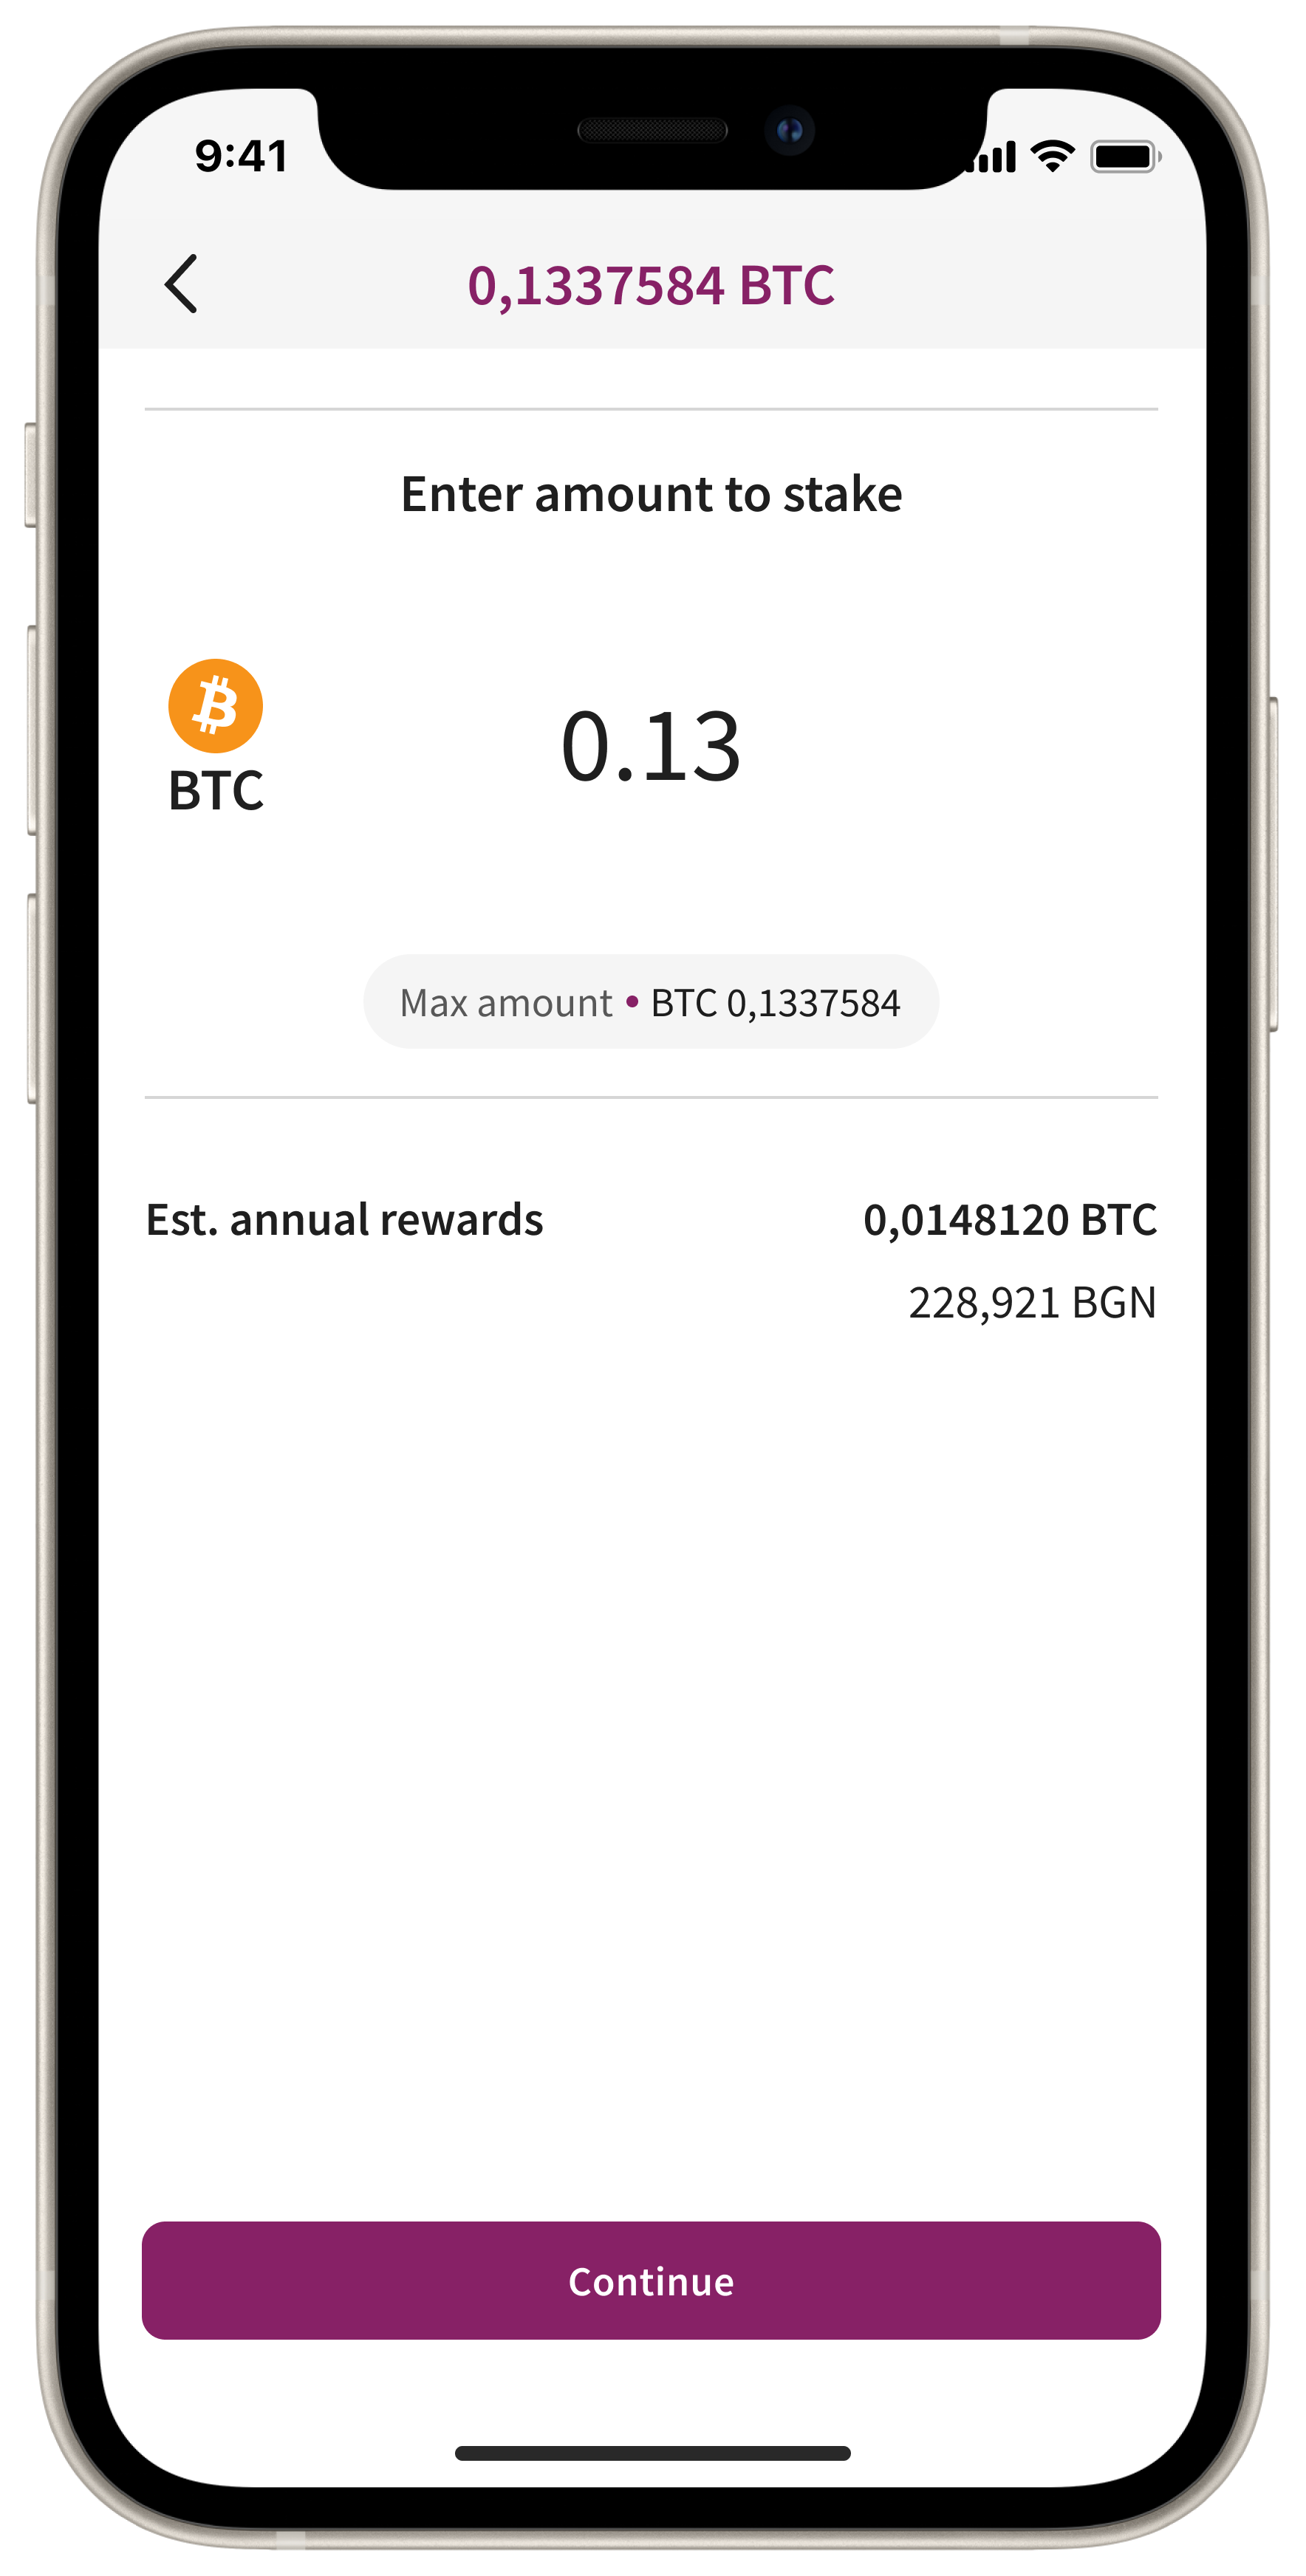 9:41
0,1337584 BTC
Enter amount to stake
BTC
0.13
Max amount • BTC 0,1337584
Est. annual rewards 0,0148120 BTC
228,921 BGN
Continue